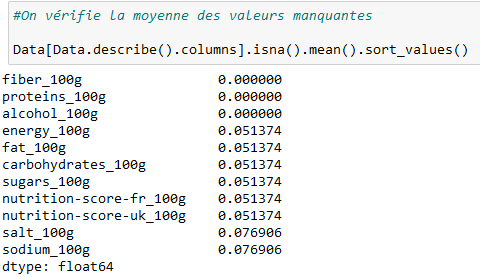 #On vérifie la moyenne des valeurs manquantes
Data[Data.describe().columns].isna().mean().sort_values()
fiber_100g 0.000000
proteins_100g 0.000000
alcohol_100g 0.000000
energy_100g 0.051374
fat_100g 0.051374
carbohydrates_100g 0.051374
sugars_100g 0.051374
nutrition-score-fr_100g 0.051374
nutrition-score-uk_100g 0.051374
salt_100g 0.076906
sodium_100g 0.076906
dtype: float64